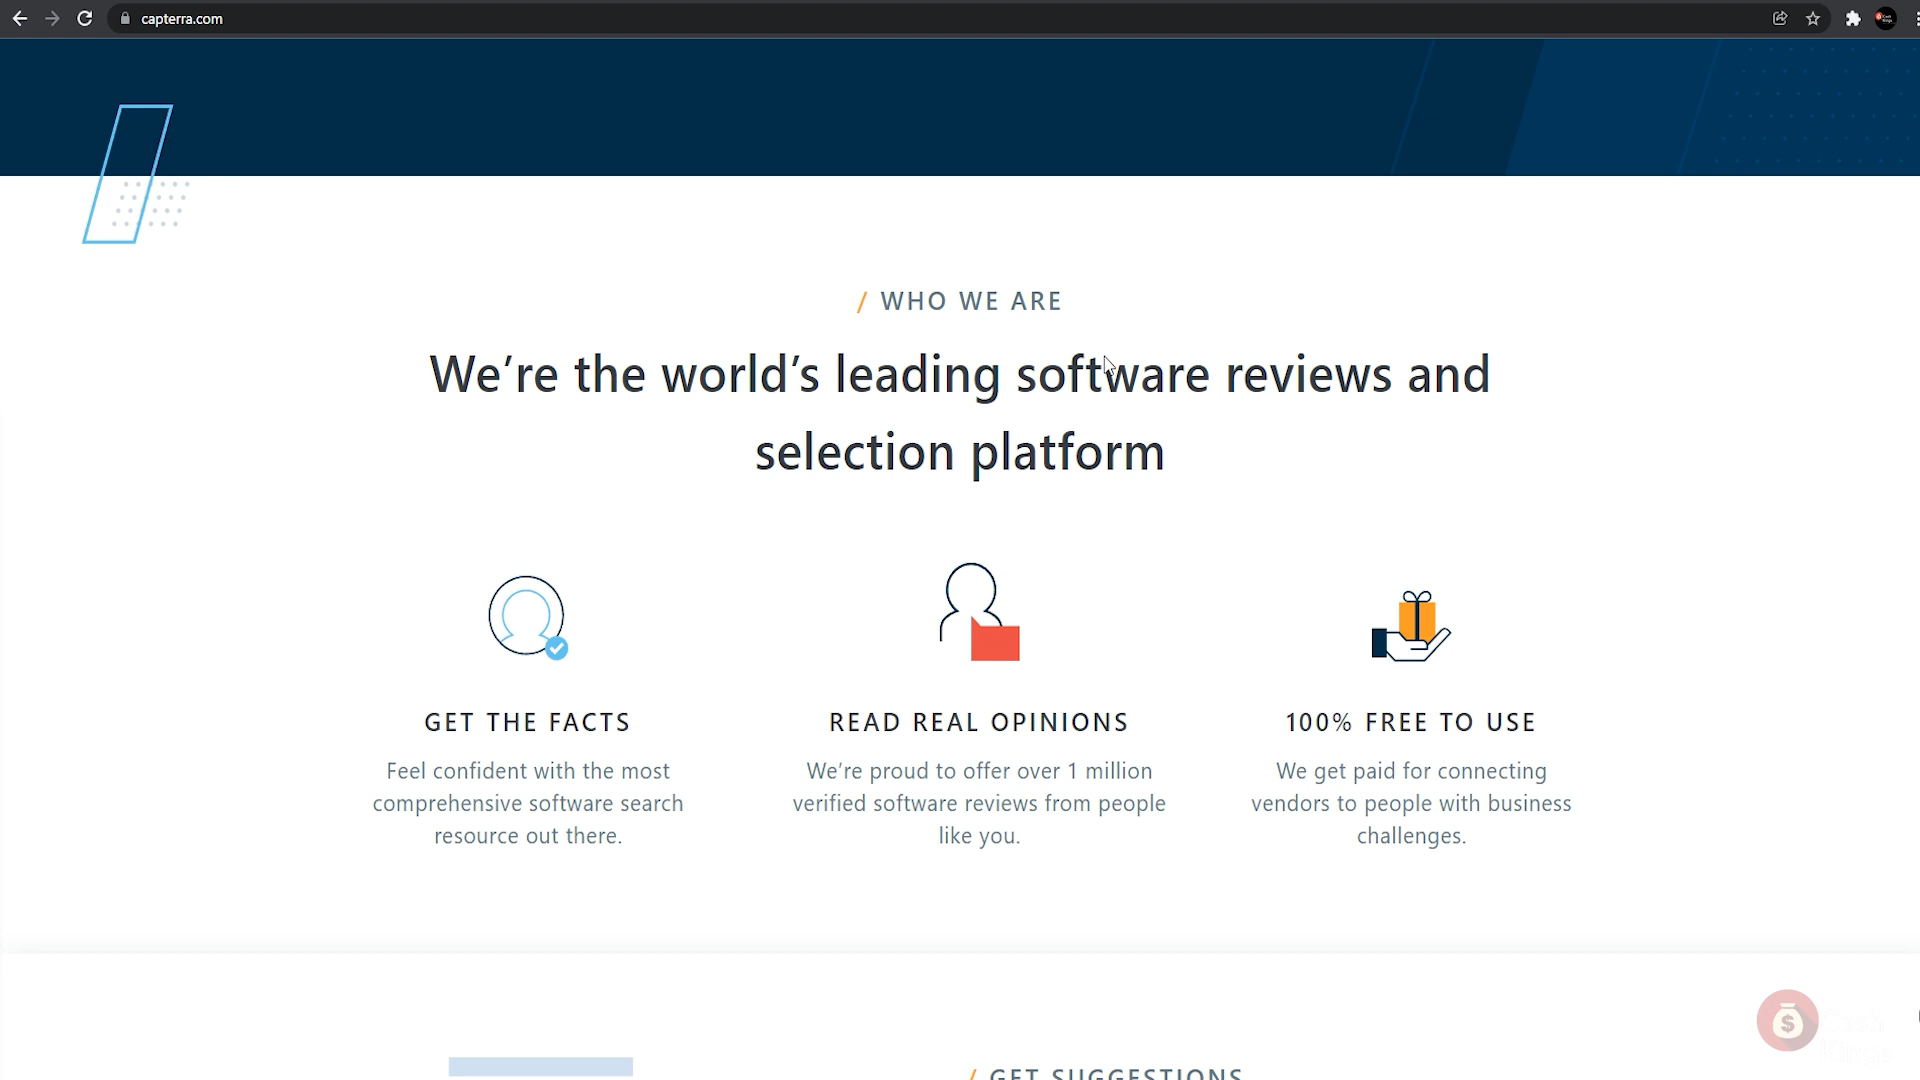 capterra.com
/ WHO WE ARE
We’re the world’s leading software reviews and
selection platform
GET THE FACTS
Feel confident with the most
comprehensive software search
resource out there.
READ REAL OPINIONS
We’re proud to offer over 1 million
verified software reviews from people
like you.
100% FREE TO USE
We get paid for connecting
vendors to people with business
challenges.
$
/ GET SUGGESTIONS